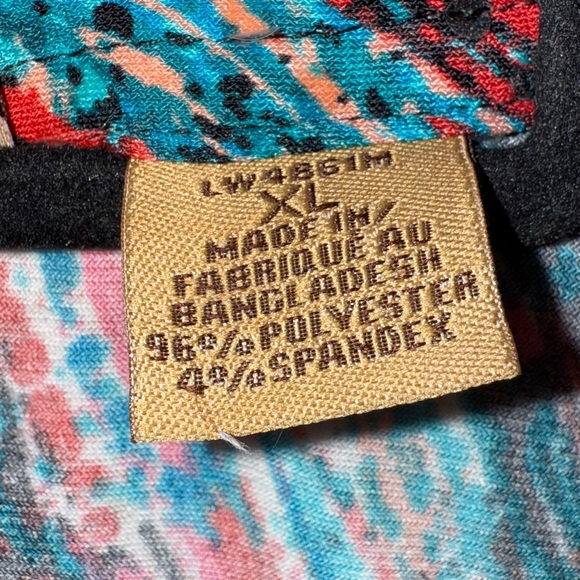 LW4861M
XL
MADE IN/
FABRIQUE AU
BANGLADESH
96% POLYESTER
4% SPANDEX